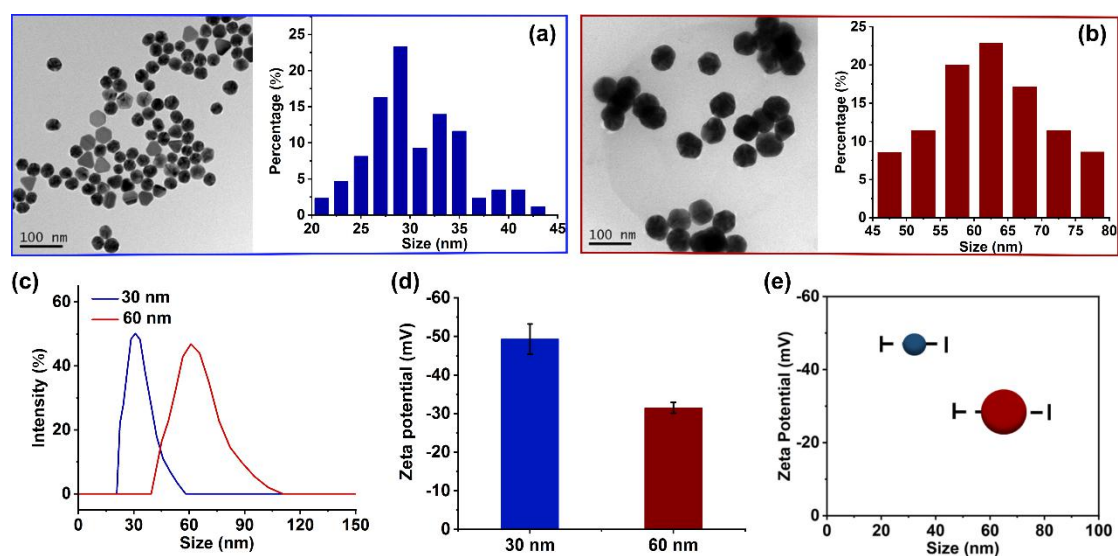 (a)
100 nm
Percentage (%)
25
20
15
10
5
0
20 25 30 35 40 45
Size (nm)
(b)
100 nm
Percentage (%)
25
20
15
10
5
0
45 50 55 60 65 70 75 80
Size (nm)
(c)
30 nm
60 nm
Intensity (%)
60
40
20
0
0 30 60 90 120 150
Size (nm)
(d)
Zeta potential (mV)
-60
-50
-40
-30
-20
-10
-0
30 nm 60 nm
(e)
Zeta Potential (mV)
-60
-40
-20
0
0 20 40 60 80 100
Size (nm)